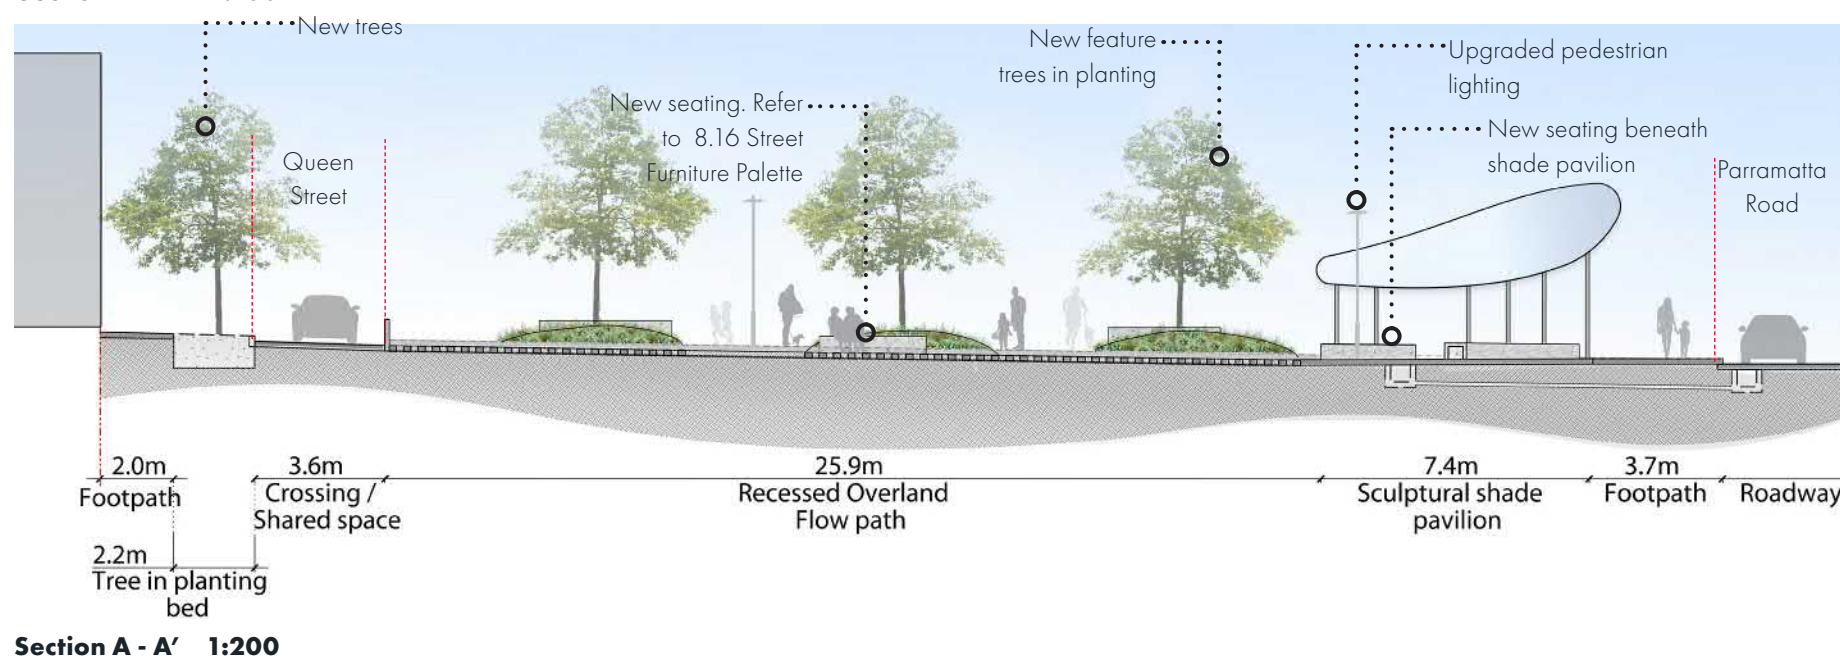 New trees
New feature
trees in planting
Upgraded pedestrian
lighting
New seating. Refer
to 8.16 Street
Furniture Palette
New seating beneath
shade pavilion
Queen
Street
Parramatta
Road
2.0m
Footpath
3.6m
Crossing /
Shared space
25.9m
Recessed Overland
Flow path
7.4m
Sculptural shade
pavilion
3.7m
Footpath
Roadway
2.2m
Tree in planting
bed
Section A - A′ 1:200